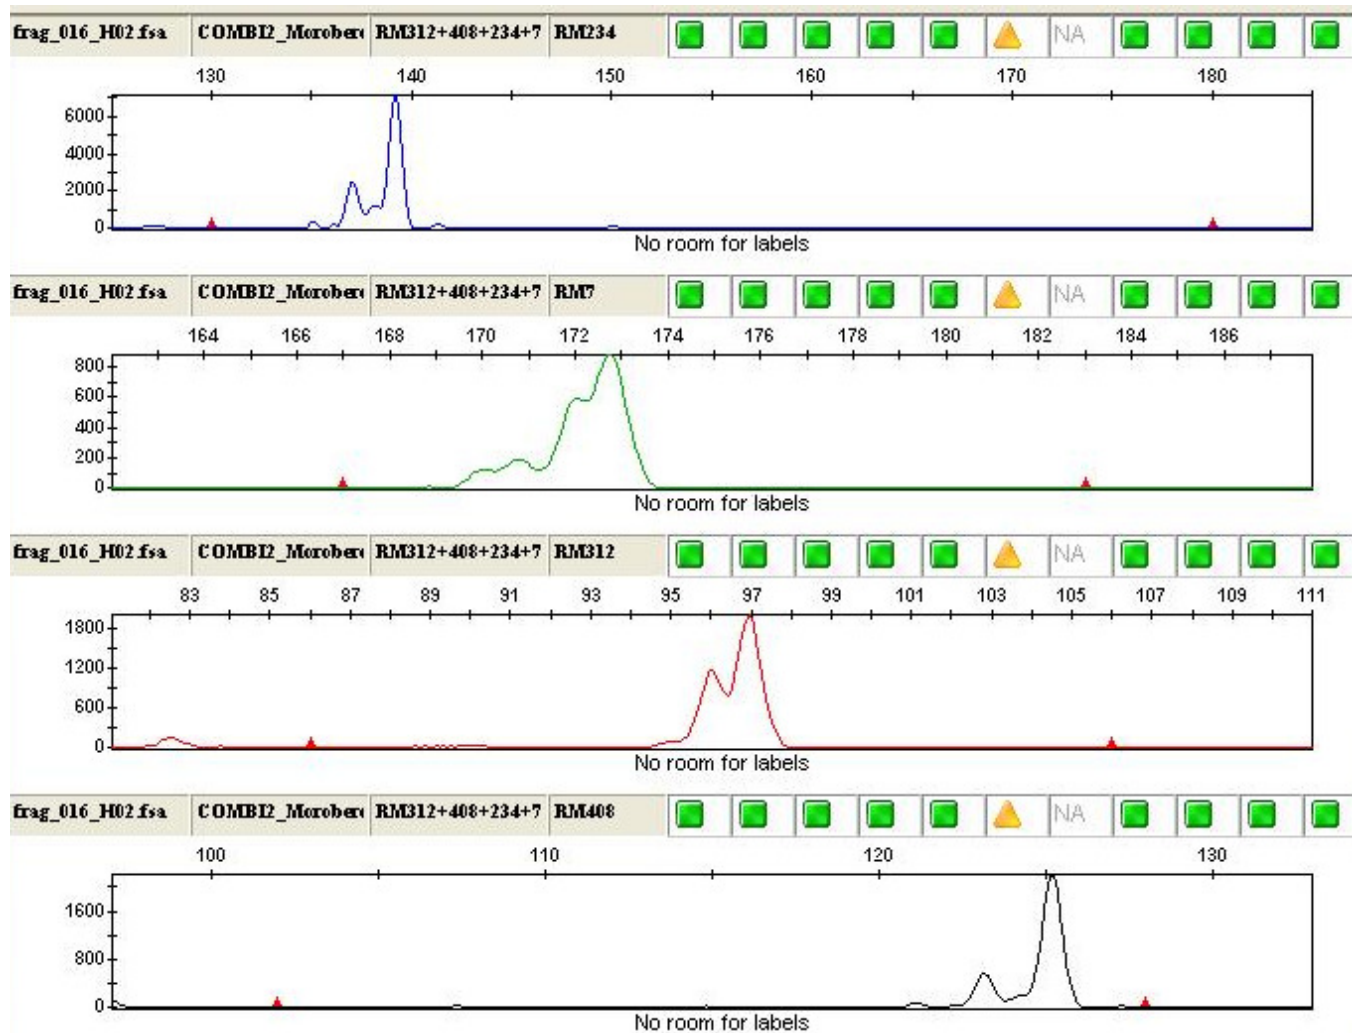 frag_016_H02.fsa COMBI2_Morobere RM312+408+234+7 RM234 NA
130 140 150 160 170 180
6000
4000
2000
0
No room for labels
frag_016_H02.fsa COMBI2_Morobere RM312+408+234+7 RM7 NA
164 166 168 170 172 174 176 178 180 182 184 186
800
600
400
200
0
No room for labels
frag_016_H02.fsa COMBI2_Morobere RM312+408+234+7 RM312 NA
83 85 87 89 91 93 95 97 99 101 103 105 107 109 111
1800
1200
600
0
No room for labels
frag_016_H02.fsa COMBI2_Morobere RM312+408+234+7 RM408 NA
100 110 120 130
1600
800
0
No room for labels